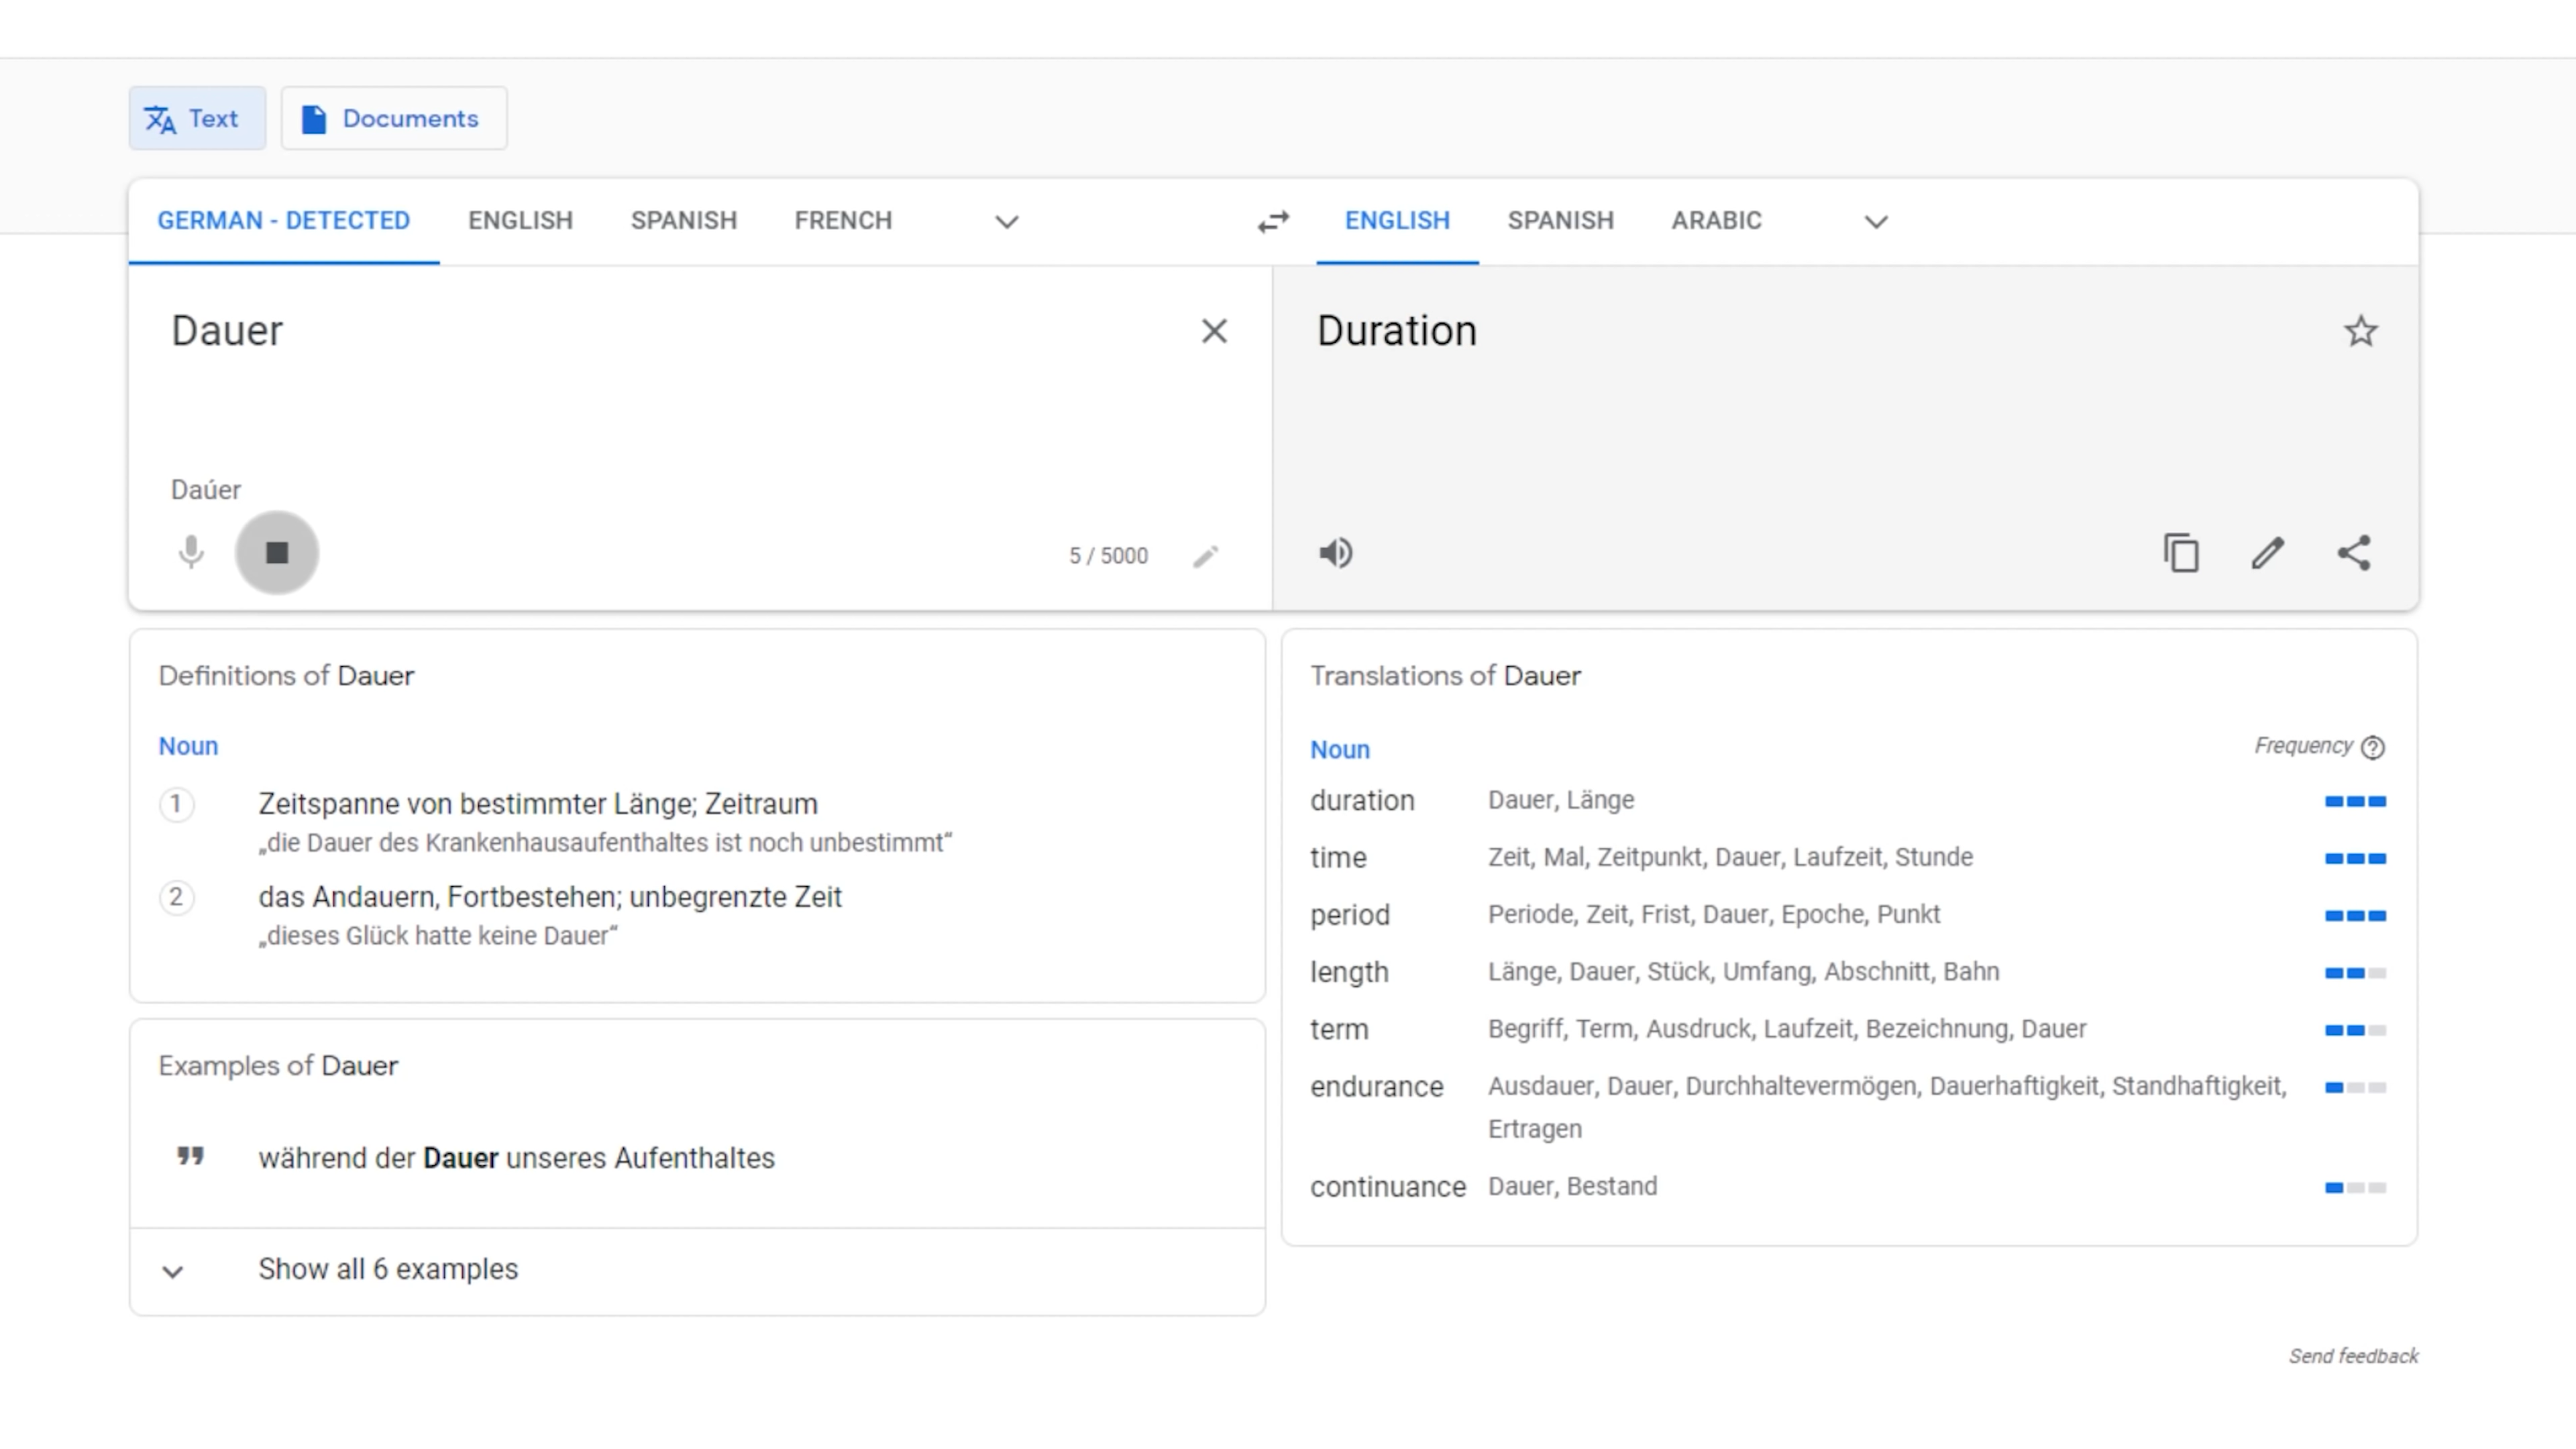 Text
Documents
GERMAN - DETECTED
ENGLISH
SPANISH
FRENCH
ENGLISH
SPANISH
ARABIC
Dauer
Daúer
5 / 5000
Duration
Definitions of Dauer
Noun
1
Zeitspanne von bestimmter Länge; Zeitraum
„die Dauer des Krankenhausaufenthaltes ist noch unbestimmt“
2
das Andauern, Fortbestehen; unbegrenzte Zeit
„dieses Glück hatte keine Dauer“
Examples of Dauer
während der Dauer unseres Aufenthaltes
Show all 6 examples
Translations of Dauer
Noun
Frequency
duration Dauer, Länge
time Zeit, Mal, Zeitpunkt, Dauer, Laufzeit, Stunde
period Periode, Zeit, Frist, Dauer, Epoche, Punkt
length Länge, Dauer, Stück, Umfang, Abschnitt, Bahn
term Begriff, Term, Ausdruck, Laufzeit, Bezeichnung, Dauer
endurance Ausdauer, Dauer, Durchhaltevermögen, Dauerhaftigkeit, Standhaftigkeit,
Ertragen
continuance Dauer, Bestand
Send feedback